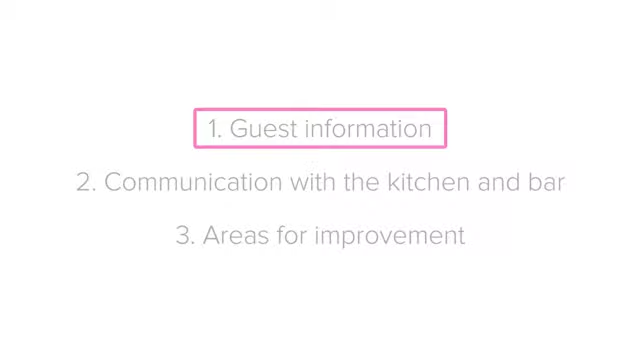 1. Guest information
2. Communication with the kitchen and bar
3. Areas for improvement